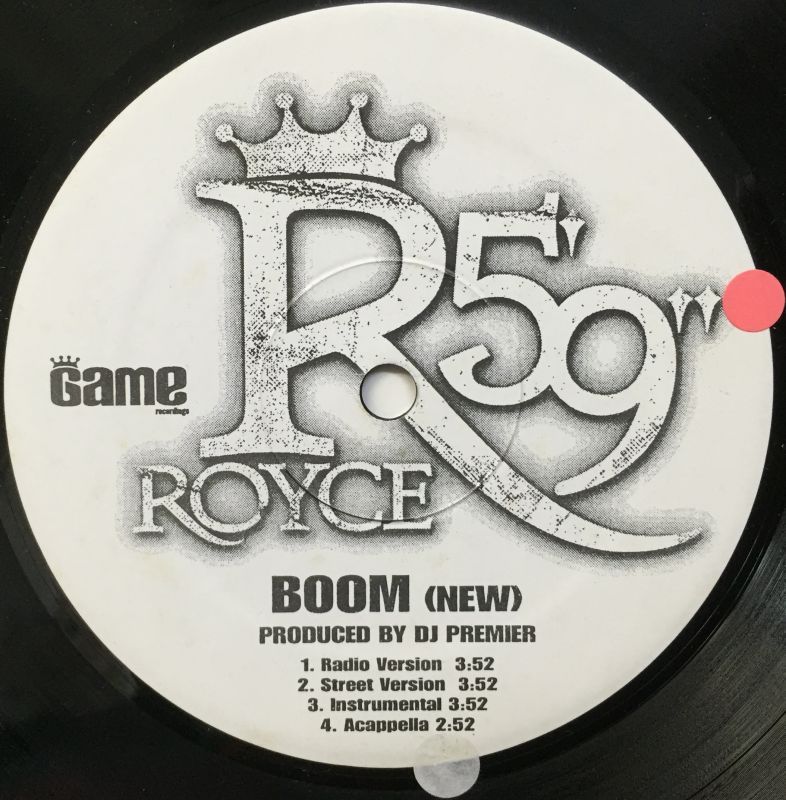 R 5'9"
Game
recordings
ROYCE
BOOM (NEW)
PRODUCED BY DJ PREMIER
1. Radio Version 3:52
2. Street Version 3:52
3. Instrumental 3:52
4. Acappella 2:52